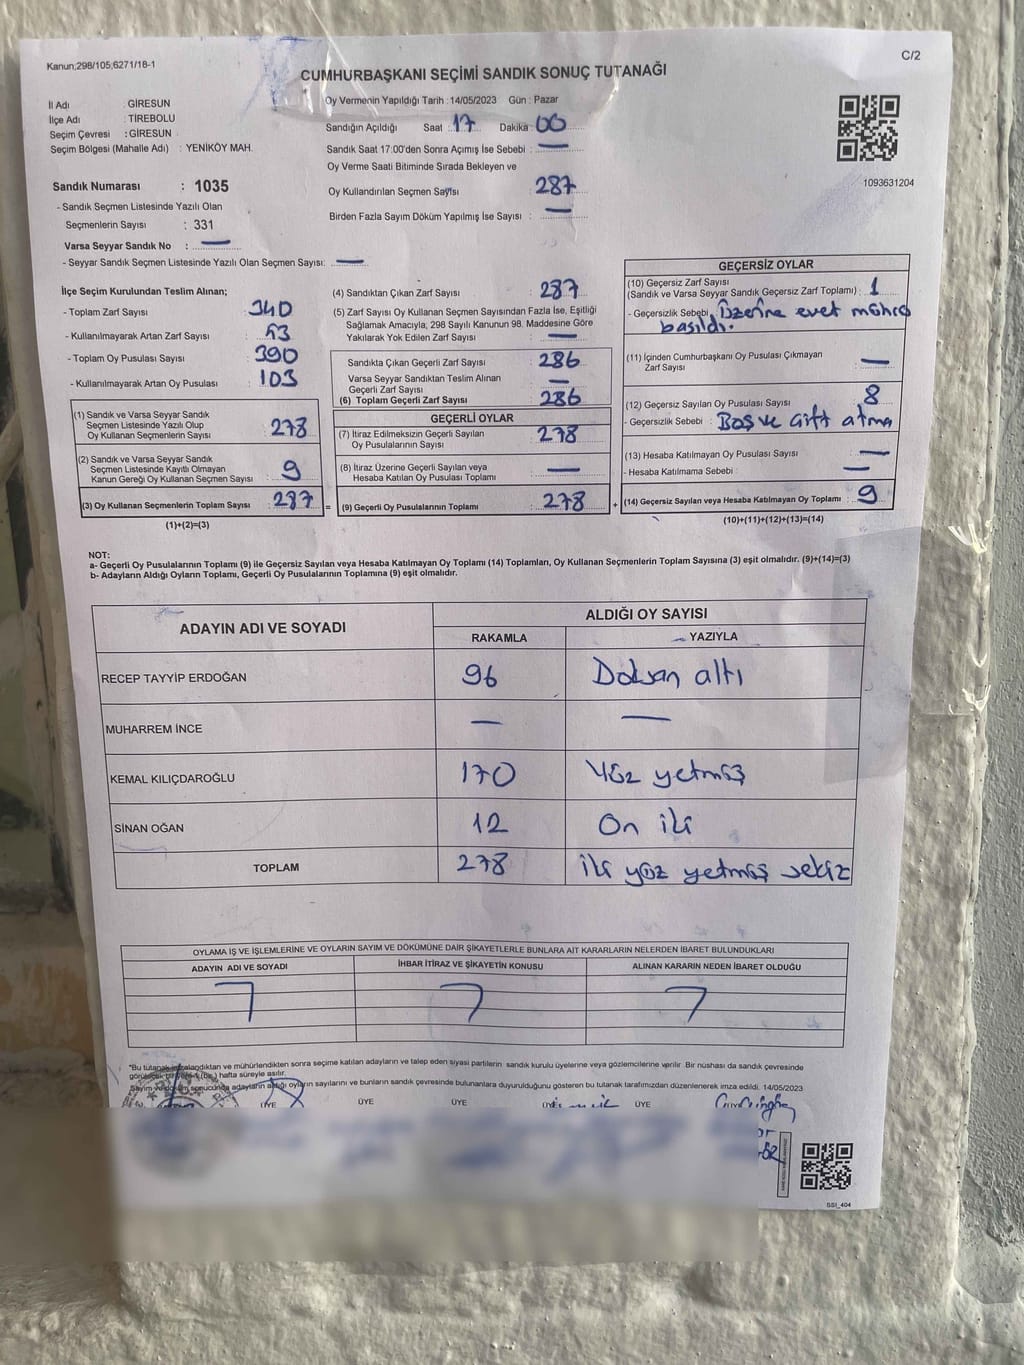 Kanun;298/105;6271/18-1
C/2
CUMHURBAŞKANI SEÇİMİ SANDIK SONUÇ TUTANAĞI
İl Adı : GİRESUN
İlçe Adı : TİREBOLU
Seçim Çevresi : GİRESUN
Seçim Bölgesi (Mahalle Adı) : YENİKÖY MAH.
Oy Vermenin Yapıldığı Tarih : 14/05/2023 Gün : Pazar
Sandığın Açıldığı Saat : 17 Dakika : 00
Sandık Saat 17:00'den Sonra Açımış İse Sebebi : —
Oy Verme Saati Bitiminde Sırada Bekleyen ve
Oy Kullandırılan Seçmen Sayısı 287
Birden Fazla Sayım Döküm Yapılmış İse Sayısı : —
1093631204
Sandık Numarası : 1035
- Sandık Seçmen Listesinde Yazılı Olan
Seçmenlerin Sayısı : 331
Varsa Seyyar Sandık No : —
- Seyyar Sandık Seçmen Listesinde Yazılı Olan Seçmen Sayısı: —
İlçe Seçim Kurulundan Teslim Alınan;
- Toplam Zarf Sayısı 340
- Kullanılmayarak Artan Zarf Sayısı 53
- Toplam Oy Pusulası Sayısı 390
- Kullanılmayarak Artan Oy Pusulası 103
(1) Sandık ve Varsa Seyyar Sandık
Seçmen Listesinde Yazılı Olup
Oy Kullanan Seçmenlerin Sayısı 278
(2) Sandık ve Varsa Seyyar Sandık
Seçmen Listesinde Kayıtlı Olmayan
Kanun Gereği Oy Kullanan Seçmen Sayısı 9
(3) Oy Kullanan Seçmenlerin Toplam Sayısı 287 =
(1)+(2)=(3)
(4) Sandıktan Çıkan Zarf Sayısı : 287
(5) Zarf Sayısı Oy Kullanan Seçmen Sayısından Fazla İse, Eşitliği
Sağlamak Amacıyla, 298 Sayılı Kanunun 98. Maddesine Göre
Yakılarak Yok Edilen Zarf Sayısı : —
Sandıkta Çıkan Geçerli Zarf Sayısı : 286
Varsa Seyyar Sandıktan Teslim Alınan
Geçerli Zarf Sayısı : —
(6) Toplam Geçerli Zarf Sayısı : 286
GEÇERLİ OYLAR
(7) İtiraz Edilmeksizin Geçerli Sayılan
Oy Pusulalarının Sayısı : 278
(8) İtiraz Üzerine Geçerli Sayılan veya
Hesaba Katılan Oy Pusulası Toplamı : —
(9) Geçerli Oy Pusulalarının Toplamı : 278 +
GEÇERSİZ OYLAR
(10) Geçersiz Zarf Sayısı
(Sandık ve Varsa Seyyar Sandık Geçersiz Zarf Toplamı) : 1
- Geçersizlik Sebebi : Üzerine evet mührü
basıldı.
(11) İçinden Cumhurbaşkanı Oy Pusulası Çıkmayan
Zarf Sayısı —
(12) Geçersiz Sayılan Oy Pusulası Sayısı 8
- Geçersizlik Sebebi : Boş ve Çift atma
(13) Hesaba Katılmayan Oy Pusulası Sayısı —
- Hesaba Katılmama Sebebi : —
(14) Geçersiz Sayılan veya Hesaba Katılmayan Oy Toplamı : 9
(10)+(11)+(12)+(13)=(14)
NOT:
a- Geçerli Oy Pusulalarının Toplamı (9) ile Geçersiz Sayılan veya Hesaba Katılmayan Oy Toplamı (14) Toplamları, Oy Kullanan Seçmenlerin Toplam Sayısına (3) eşit olmalıdır. (9)+(14)=(3)
b- Adayların Aldığı Oyların Toplamı, Geçerli Oy Pusulalarının Toplamına (9) eşit olmalıdır.
ADAYIN ADI VE SOYADI
ALDIĞI OY SAYISI
RAKAMLA YAZIYLA
RECEP TAYYİP ERDOĞAN 96 Doksan altı
MUHARREM İNCE — —
KEMAL KILIÇDAROĞLU 170 Yüz yetmiş
SİNAN OĞAN 12 On iki
TOPLAM 278 iki yüz yetmiş sekiz
OYLAMA İŞ VE İŞLEMLERİNE VE OYLARIN SAYIM VE DÖKÜMÜNE DAİR ŞİKAYETLERLE BUNLARA AİT KARARLARIN NELERDEN İBARET BULUNDUKLARI
ADAYIN ADI VE SOYADI İHBAR İTİRAZ VE ŞİKAYETİN KONUSU ALINAN KARARIN NEDEN İBARET OLDUĞU
*Bu tutanak imzalandıktan ve mühürlendikten sonra seçime katılan adayların ve talep eden siyasi partilerin sandık kurulu üyelerine veya gözlemcilerine verilir. Bir nüshası da sandık çevresinde
görülecek bir yere (bir) hafta süreyle asılır.
Sayım ve döküm sonucunda adayların aldığı oyların sayılarını ve bunların sandık çevresinde bulunanlara duyurulduğunu gösteren bu tutanak tarafımızdan düzenlenerek imza edildi. 14/05/2023
ÜYE ÜYE ÜYE ÜYE
SSI_404